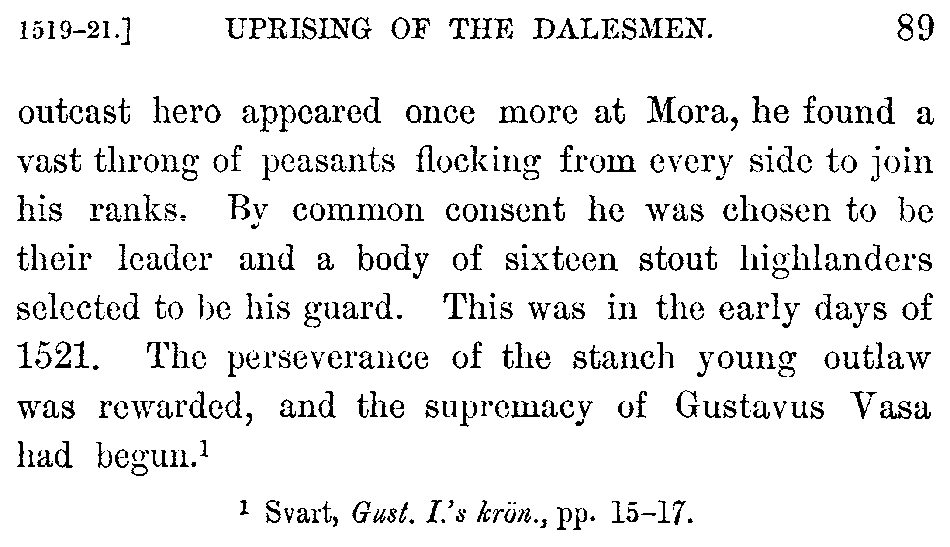 1519–21.] UPRISING OF THE DALESMEN. 89
outcast hero appeared once more at Mora, he found a
vast throng of peasants flocking from every side to join
his ranks. By common consent he was chosen to be
their leader and a body of sixteen stout highlanders
selected to be his guard. This was in the early days of
1521. The perseverance of the stanch young outlaw
was rewarded, and the supremacy of Gustavus Vasa
had begun.¹
¹ Svart, Gust. I.'s krön., pp. 15–17.